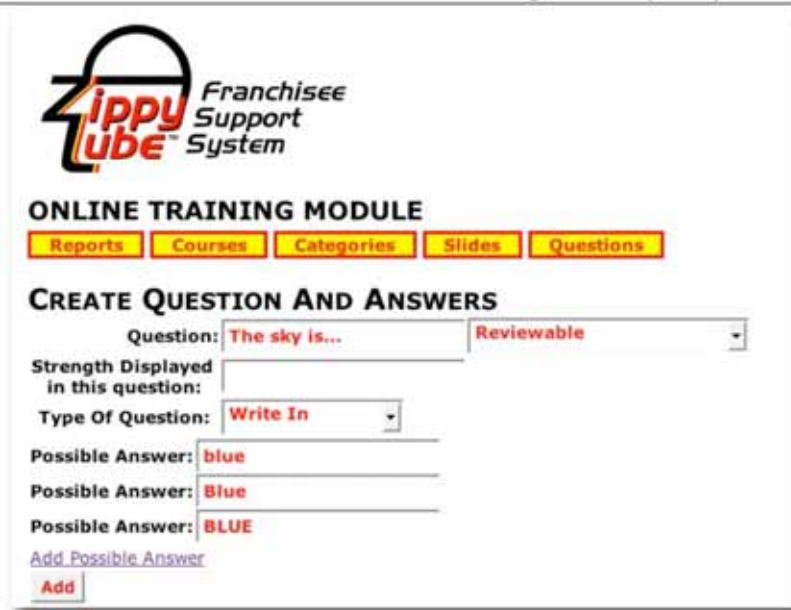 Zippy Franchisee
Support
Lube™ System
ONLINE TRAINING MODULE
Reports Courses Categories Slides Questions
CREATE QUESTION AND ANSWERS
Question: The sky is... Reviewable
Strength Displayed
in this question:
Type Of Question: Write In
Possible Answer: blue
Possible Answer: Blue
Possible Answer: BLUE
Add Possible Answer
Add